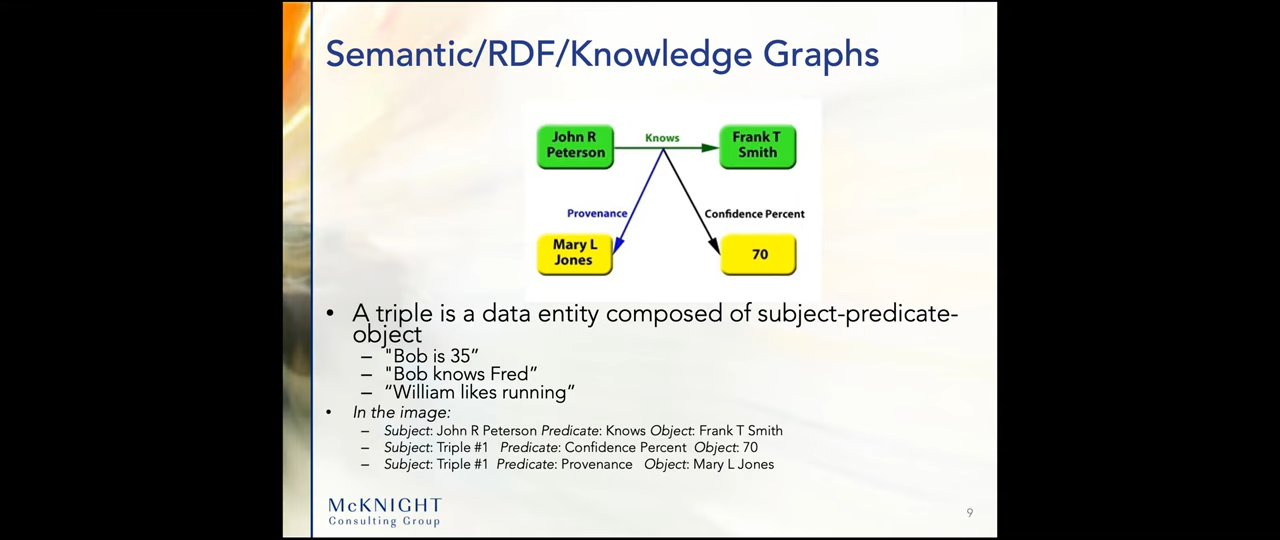 Semantic/RDF/Knowledge Graphs
John R
Peterson
Knows
Frank T
Smith
Provenance
Confidence Percent
Mary L
Jones
70
• A triple is a data entity composed of subject-predicate-
object
– "Bob is 35”
– "Bob knows Fred”
– “William likes running”
• In the image:
– Subject: John R Peterson Predicate: Knows Object: Frank T Smith
– Subject: Triple #1 Predicate: Confidence Percent Object: 70
– Subject: Triple #1 Predicate: Provenance Object: Mary L Jones
McKNIGHT
Consulting Group
9